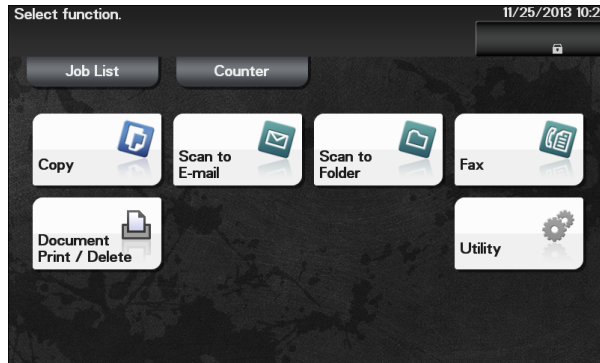 Select function.
11/25/2013 10:2
Job List
Counter
Copy
Scan to
E-mail
Scan to
Folder
Fax
Document
Print / Delete
Utility